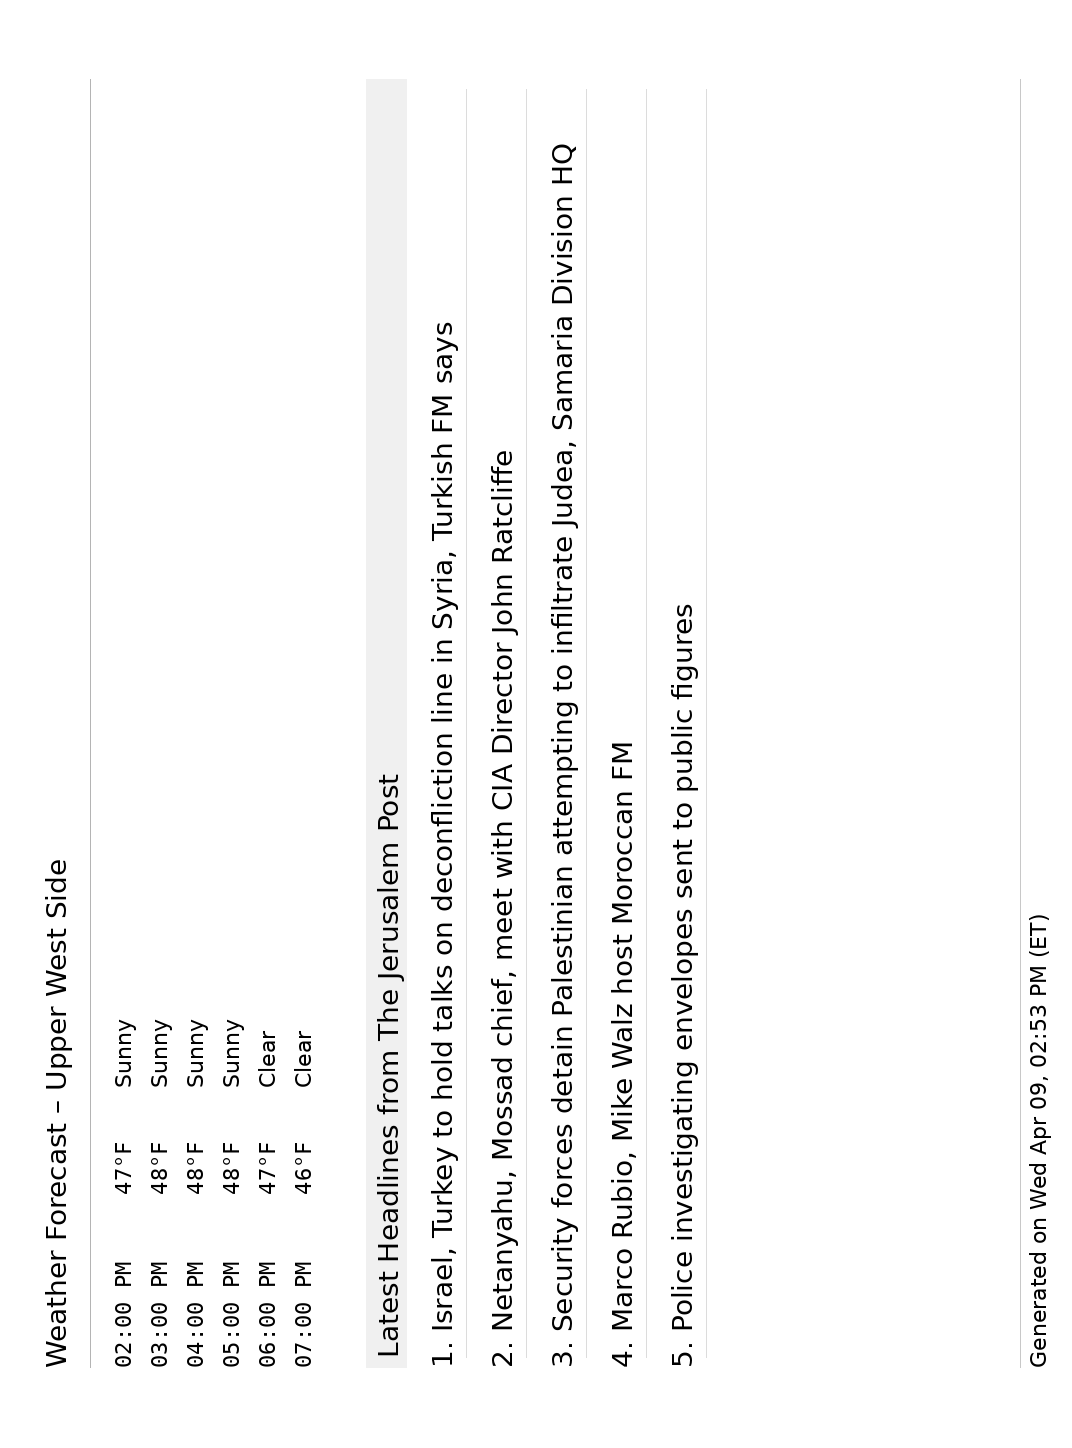 Weather Forecast – Upper West Side
02:00 PM 47°F Sunny
03:00 PM 48°F Sunny
04:00 PM 48°F Sunny
05:00 PM 48°F Sunny
06:00 PM 47°F Clear
07:00 PM 46°F Clear
Latest Headlines from The Jerusalem Post
1. Israel, Turkey to hold talks on deconfliction line in Syria, Turkish FM says
2. Netanyahu, Mossad chief, meet with CIA Director John Ratcliffe
3. Security forces detain Palestinian attempting to infiltrate Judea, Samaria Division HQ
4. Marco Rubio, Mike Walz host Moroccan FM
5. Police investigating envelopes sent to public figures
Generated on Wed Apr 09, 02:53 PM (ET)